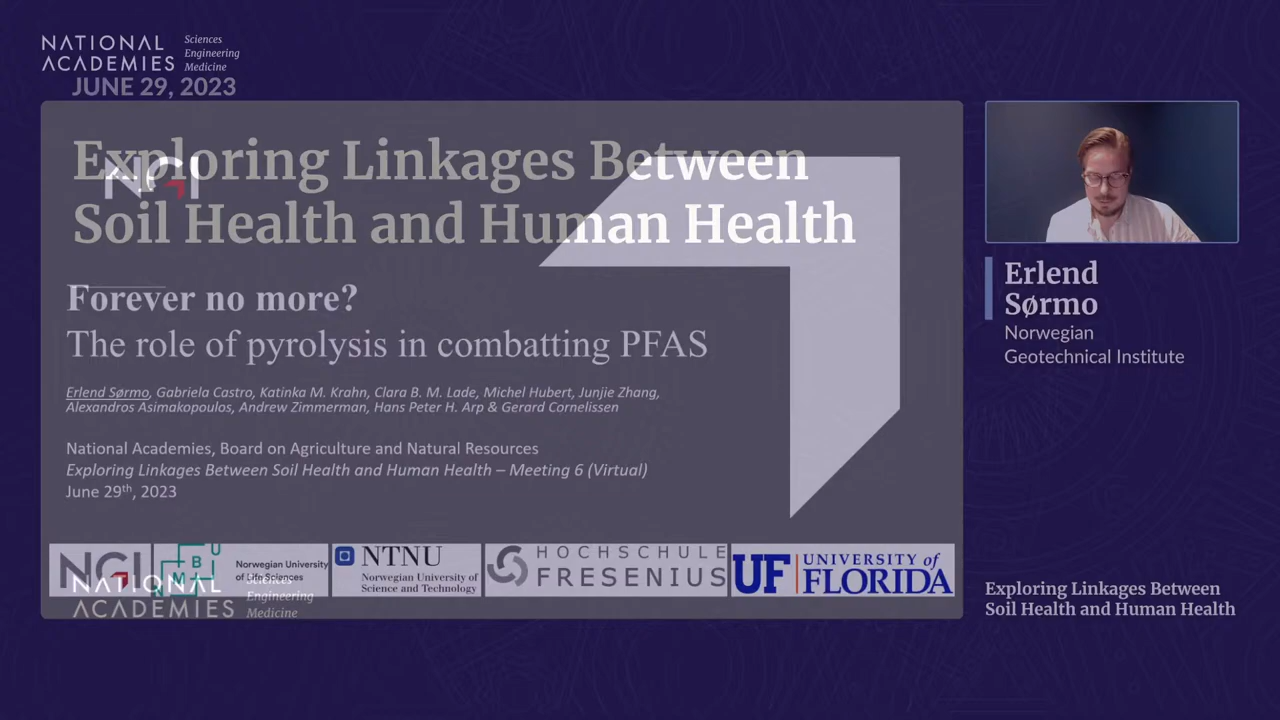 NATIONAL
ACADEMIES
Sciences
Engineering
Medicine
JUNE 29, 2023
Exploring Linkages Between
Soil Health and Human Health
NGI
Forever no more?
The role of pyrolysis in combatting PFAS
Erlend Sørmo, Gabriela Castro, Katinka M. Krahn, Clara B. M. Lade, Michel Hubert, Junjie Zhang,
Alexandros Asimakopoulos, Andrew Zimmerman, Hans Peter H. Arp & Gerard Cornelissen
National Academies, Board on Agriculture and Natural Resources
Exploring Linkages Between Soil Health and Human Health – Meeting 6 (Virtual)
June 29th, 2023
NGI
Norwegian University
of Life Sciences
NTNU
Norwegian University of
Science and Technology
HOCHSCHULE
FRESENIUS
UF
UNIVERSITY of
FLORIDA
NATIONAL
ACADEMIES
Sciences
Engineering
Medicine
Erlend
Sørmo
Norwegian
Geotechnical Institute
Exploring Linkages Between
Soil Health and Human Health